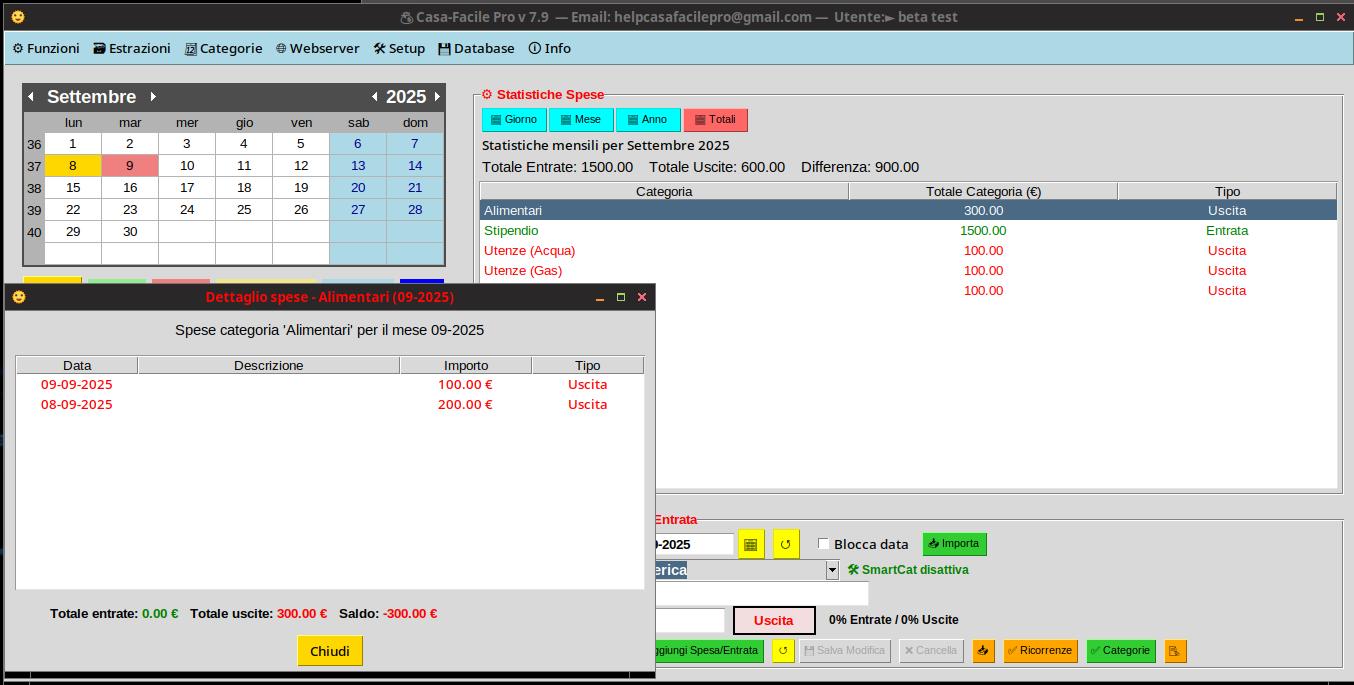 Casa-Facile Pro v 7.9 — Email: helpcasafacilepro@gmail.com — Utente:► beta test
Funzioni Estrazioni Categorie Webserver Setup Database Info
Settembre 2025
lun mar mer gio ven sab dom
36 1 2 3 4 5 6 7
37 8 9 10 11 12 13 14
38 15 16 17 18 19 20 21
39 22 23 24 25 26 27 28
40 29 30
Statistiche Spese
Giorno Mese Anno Totali
Statistiche mensili per Settembre 2025
Totale Entrate: 1500.00 Totale Uscite: 600.00 Differenza: 900.00
Categoria Totale Categoria (€) Tipo
Alimentari 300.00 Uscita
Stipendio 1500.00 Entrata
Utenze (Acqua) 100.00 Uscita
Utenze (Gas) 100.00 Uscita
100.00 Uscita
Dettaglio spese - Alimentari (09-2025)
Spese categoria 'Alimentari' per il mese 09-2025
Data Descrizione Importo Tipo
09-09-2025 100.00 € Uscita
08-09-2025 200.00 € Uscita
Totale entrate: 0.00 € Totale uscite: 300.00 € Saldo: -300.00 €
Chiudi
Entrata
-2025 Blocca data Importa
erica SmartCat disattiva
Uscita 0% Entrate / 0% Uscite
ggiungi Spesa/Entrata Salva Modifica Cancella Ricorrenze Categorie